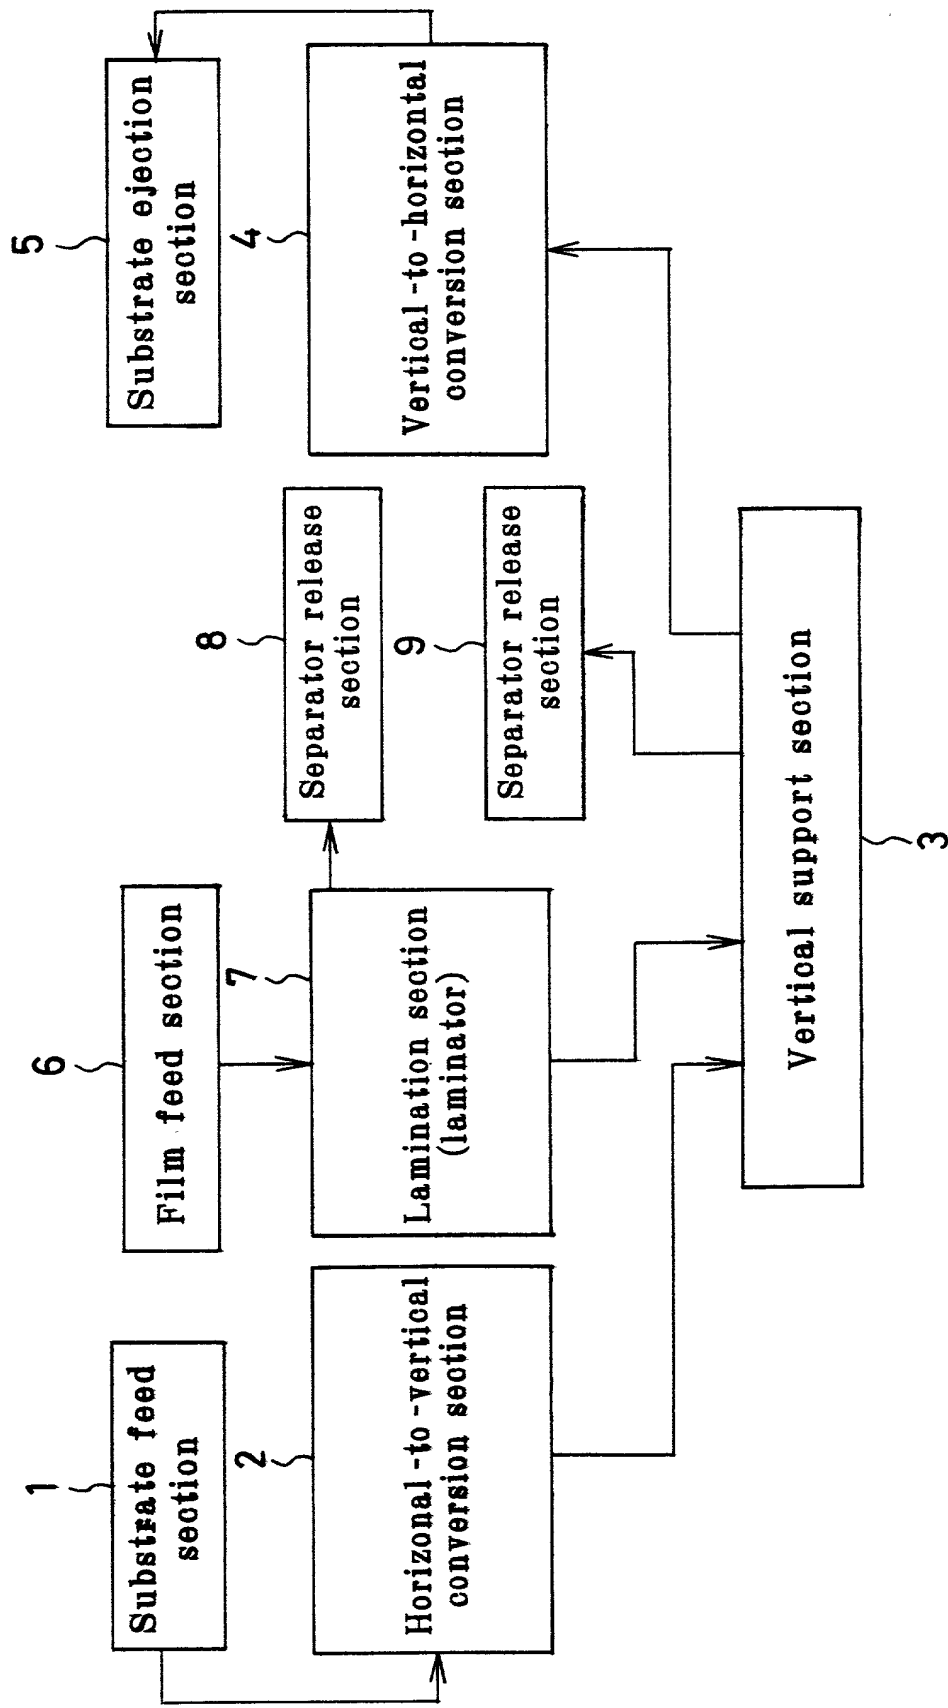 1
Substrate feed
section
2
Horizonal-to-vertical
conversion section
6
Film feed section
7
Lamination section
(laminator)
8
Separator release
section
9
Separator release
section
5
Substrate ejection
section
4
Vertical-to-horizontal
conversion section
Vertical support section
3